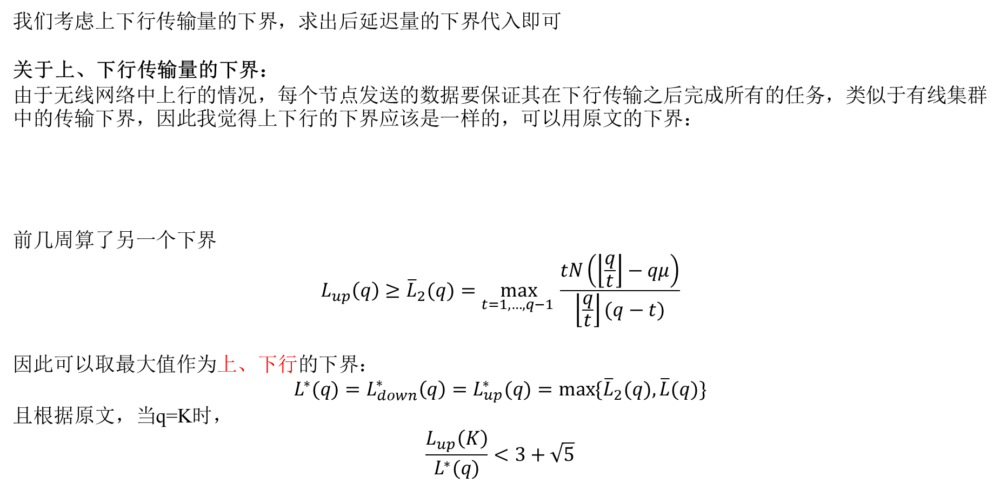 我们考虑上下行传输量的下界，求出后延迟量的下界代入即可
关于上、下行传输量的下界：
由于无线网络中上行的情况，每个节点发送的数据要保证其在下行传输之后完成所有的任务，类似于有线集群
中的传输下界，因此我觉得上下行的下界应该是一样的，可以用原文的下界：
前几周算了另一个下界
$L_{up}(q) \geq \bar{L}_2(q) = \max_{t=1,\ldots,q-1} \frac{tN\left(\left\lfloor \frac{q}{t} \right\rfloor - q\mu\right)}{\left\lfloor \frac{q}{t} \right\rfloor (q-t)}$
因此可以取最大值作为上、下行的下界：
$L^*(q) = L^*_{down}(q) = L^*_{up}(q) = \max\{\bar{L}_2(q), \bar{L}(q)\}$
且根据原文，当q=K时，
$\frac{L_{up}(K)}{L^*(q)} < 3 + \sqrt{5}$